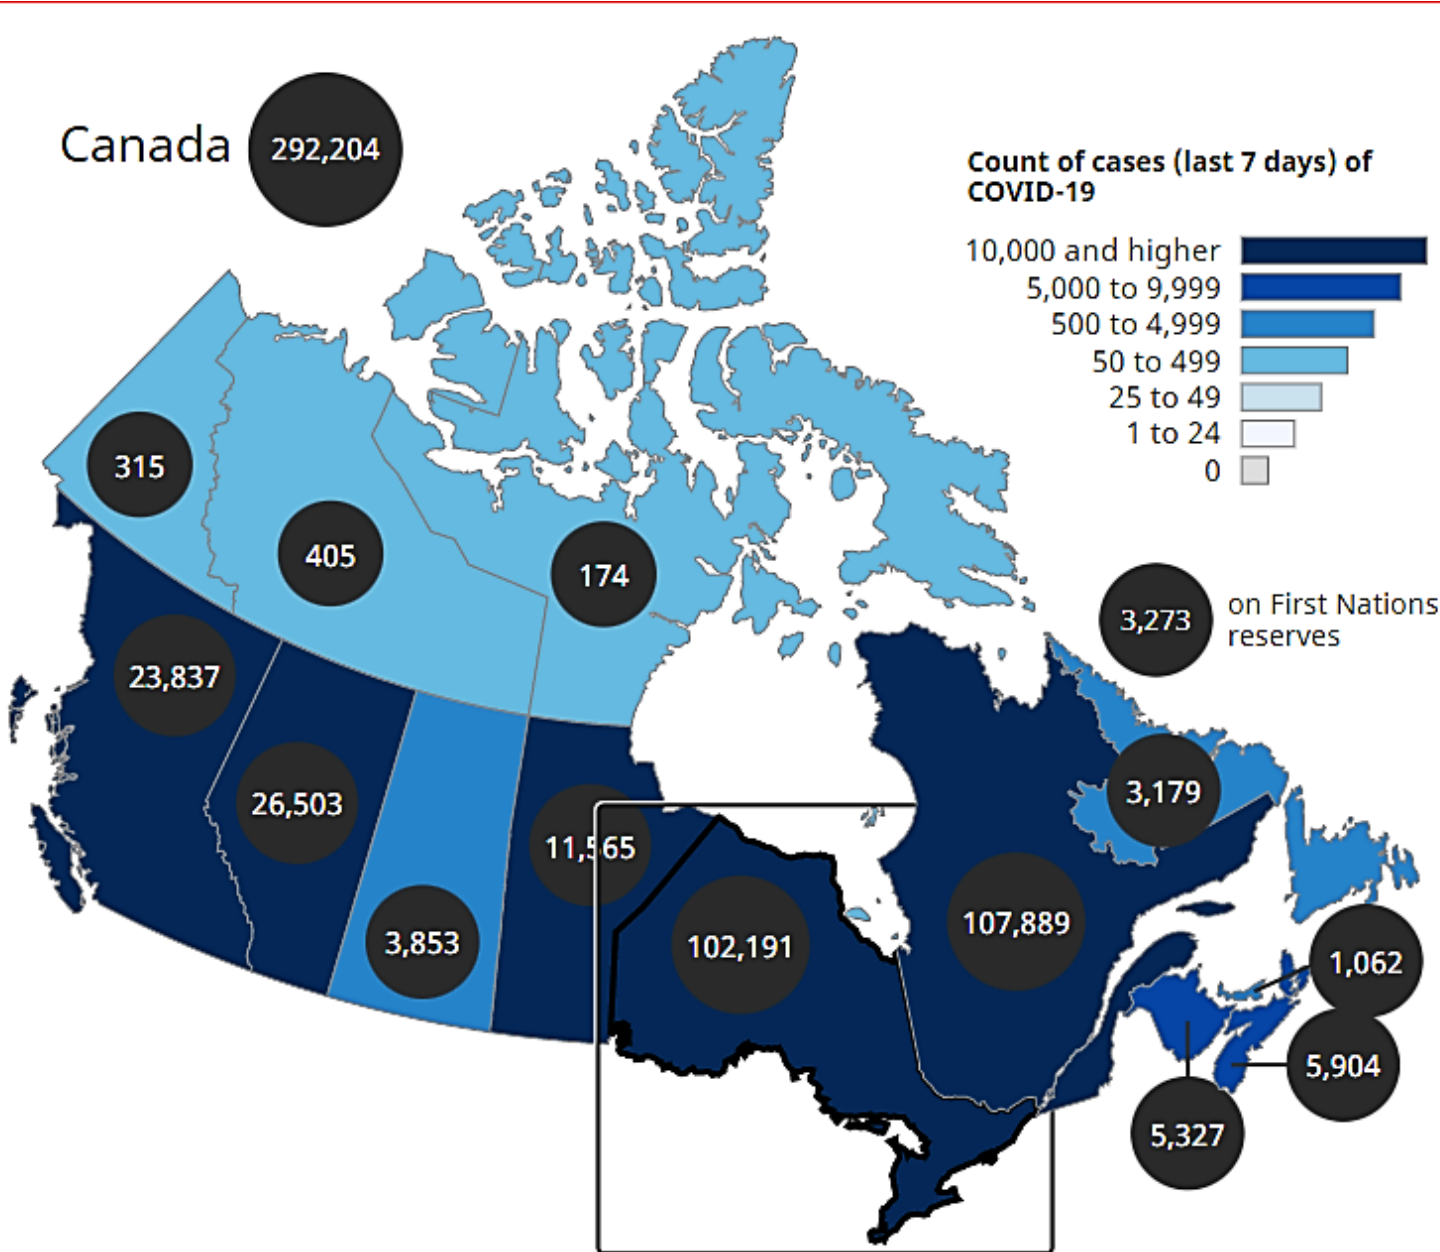 Canada
292,204
Count of cases (last 7 days) of
COVID-19
10,000 and higher
5,000 to 9,999
500 to 4,999
50 to 499
25 to 49
1 to 24
0
315
405
174
3,273
on First Nations
reserves
23,837
26,503
3,853
11,565
102,191
107,889
3,179
1,062
5,904
5,327